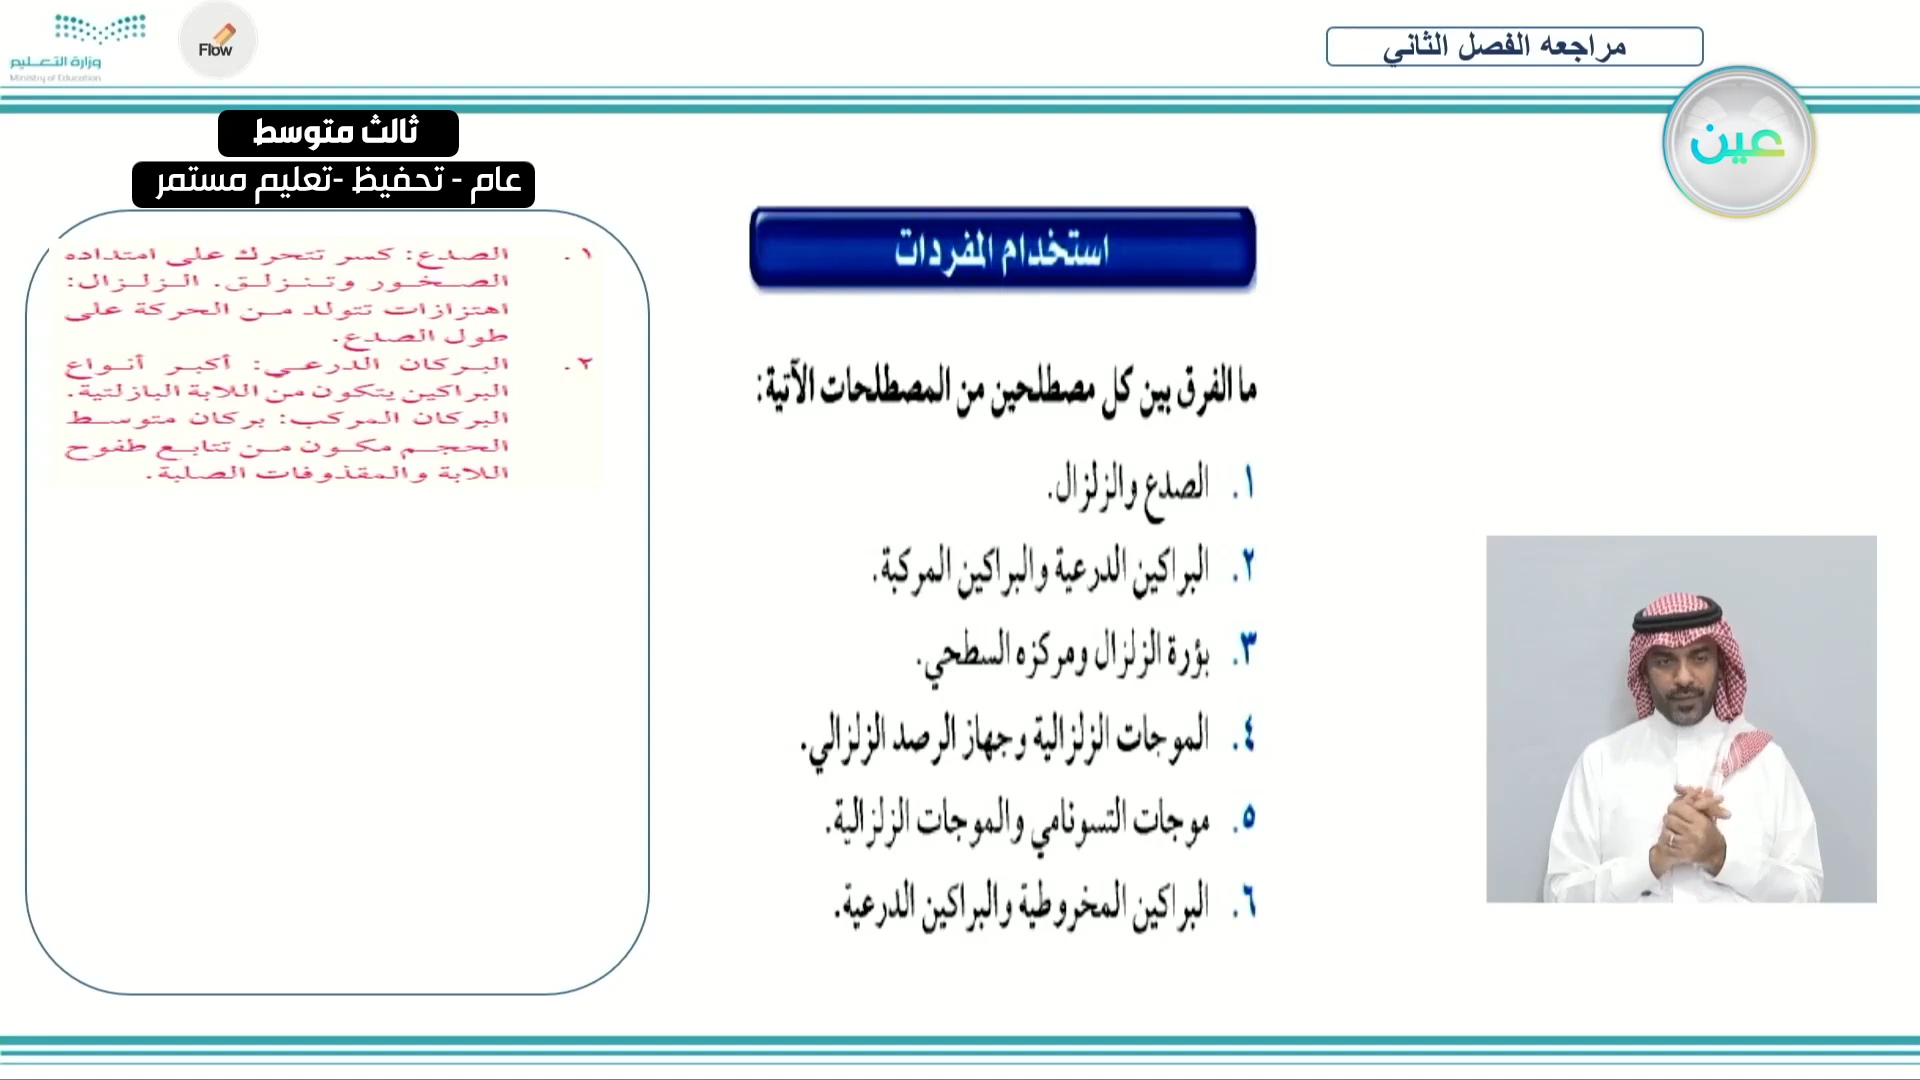 وزارة التعـليم
Ministry of Education
Flow
مراجعه الفصل الثاني
عين
ثالث متوسط
عام - تحفيظ -تعليم مستمر
استخدام المفردات
ما الفرق بين كل مصطلحين من المصطلحات الآتية:
١. الصدع والزلزال.
٢. البراكين الدرعية والبراكين المركبة.
٣. بؤرة الزلزال ومركزه السطحي.
٤. الموجات الزلزالية وجهاز الرصد الزلزالي.
٥. موجات التسونامي والموجات الزلزالية.
٦. البراكين المخروطية والبراكين الدرعية.
١. الصدع: كسر تتحرك على امتداده
الصخور وتنزلق. الزلزال:
اهتزازات تتولد من الحركة على
طول الصدع.
٢. البركان الدرعي: أكبر أنواع
البراكين يتكون من اللابة البازلتية.
البركان المركب: بركان متوسط
الحجم مكون من تتابع طفوح
اللابة والمقذوفات الصلبة.